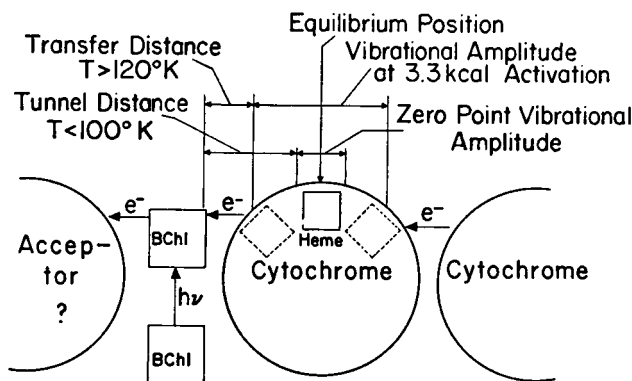 Equilibrium Position
Transfer Distance
T>120°K
Vibrational Amplitude
at 3.3 kcal Activation
Tunnel Distance
T<100°K
Zero Point Vibrational
Amplitude
e⁻
e⁻
e⁻
BChl
Heme
Accep-
tor
?
Cytochrome
Cytochrome
hν
BChl